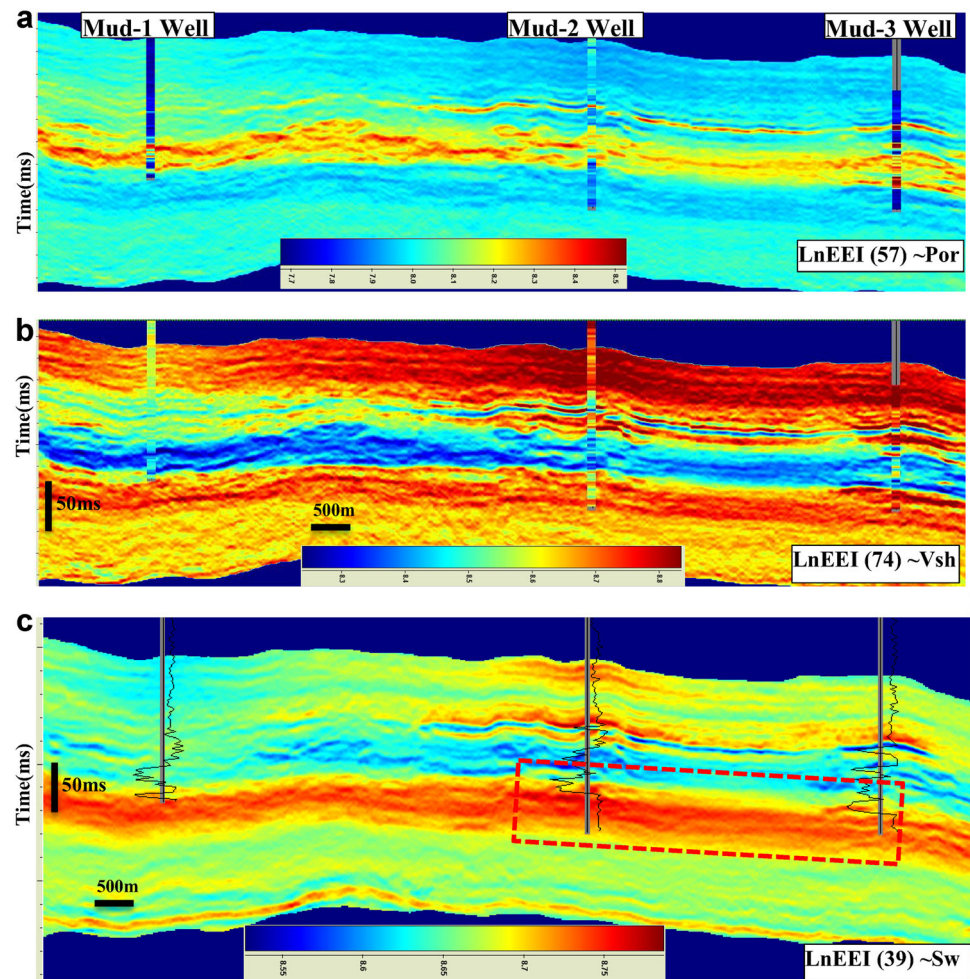 a
Mud-1 Well
Mud-2 Well
Mud-3 Well
Time(ms)
LnEEI (57) ~Por
7.7 7.8 7.9 8.0 8.1 8.2 8.3 8.4 8.5
b
Time(ms)
50ms
500m
LnEEI (74) ~Vsh
8.3 8.4 8.5 8.6 8.7 8.8
c
Time(ms)
50ms
500m
LnEEI (39) ~Sw
8.55 8.6 8.65 8.7 8.75